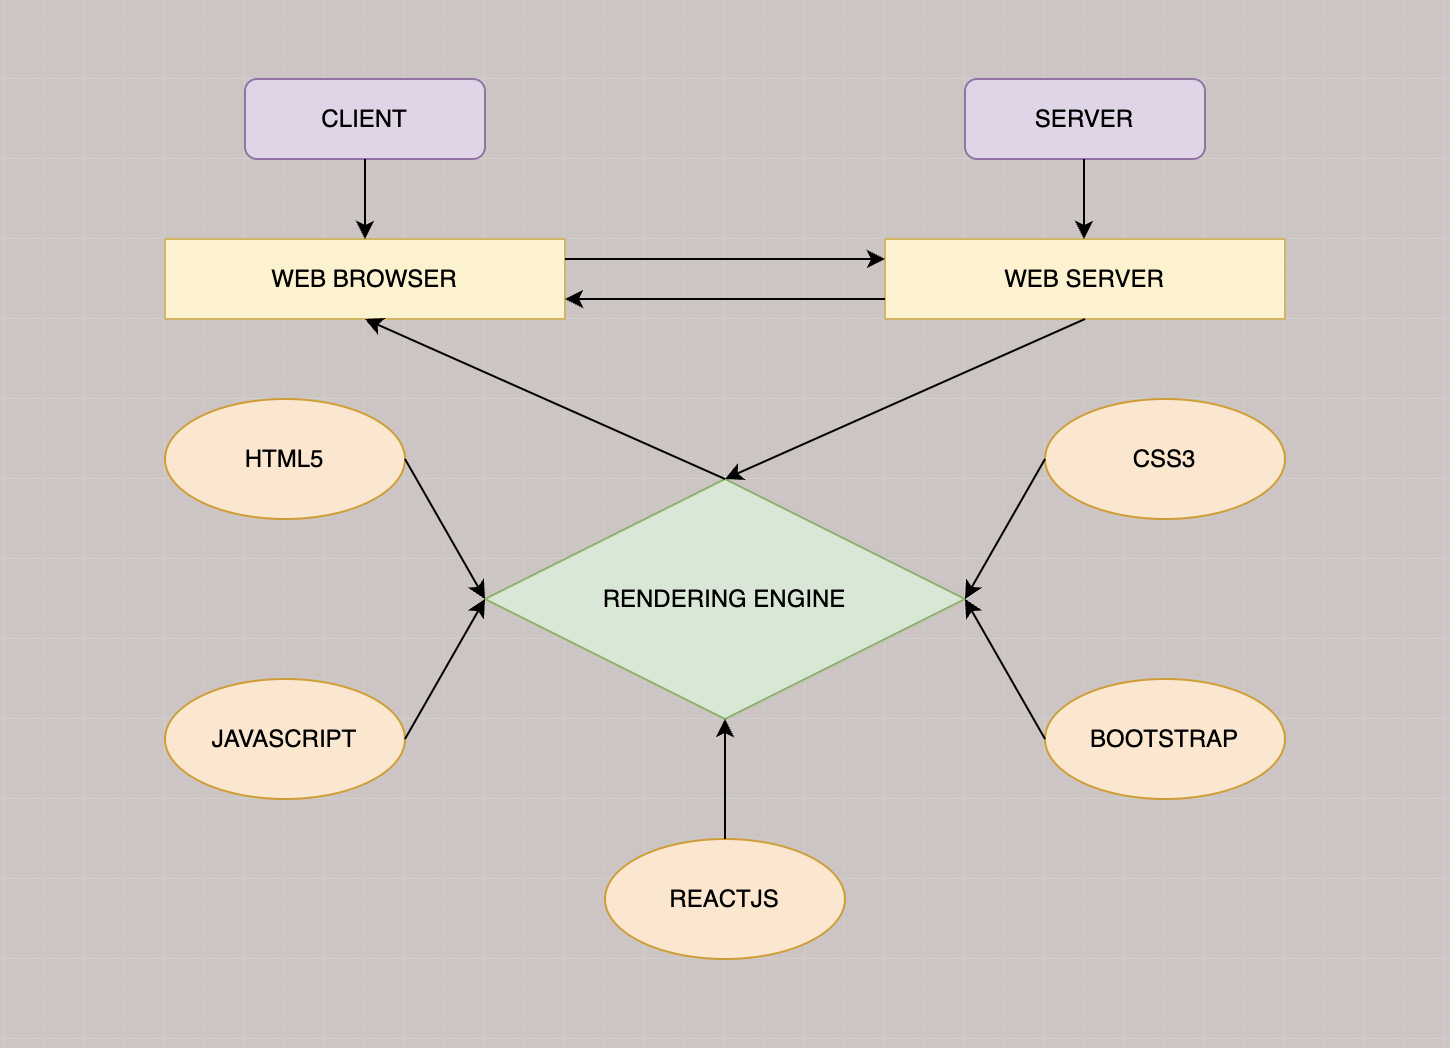 CLIENT
SERVER
WEB BROWSER
WEB SERVER
HTML5
CSS3
RENDERING ENGINE
JAVASCRIPT
BOOTSTRAP
REACTJS